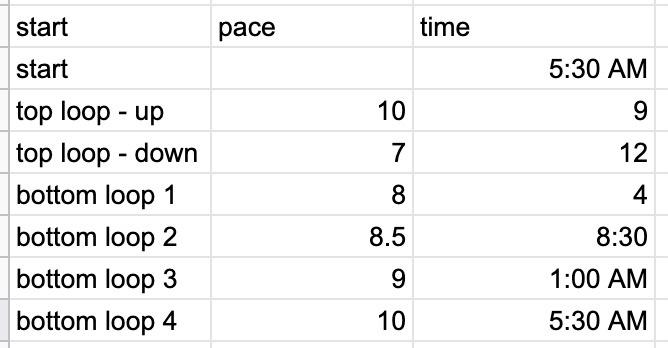 start pace time
start 5:30 AM
top loop - up 10 9
top loop - down 7 12
bottom loop 1 8 4
bottom loop 2 8.5 8:30
bottom loop 3 9 1:00 AM
bottom loop 4 10 5:30 AM